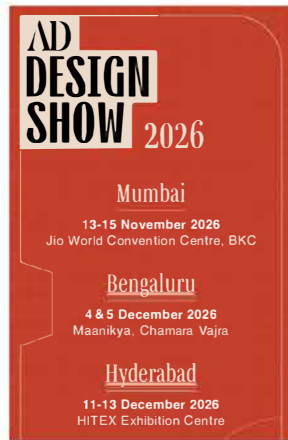 AD
DESIGN
SHOW 2026
Mumbai
13-15 November 2026
Jio World Convention Centre, BKC
Bengaluru
4 & 5 December 2026
Maanikya, Chamara Vajra
Hyderabad
11-13 December 2026
HITEX Exhibition Centre